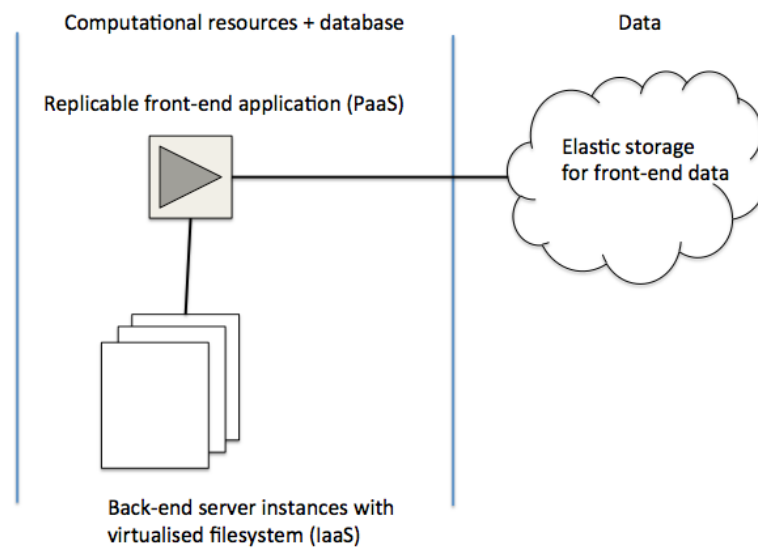 Computational resources + database
Data
Replicable front-end application (PaaS)
Elastic storage
for front-end data
Back-end server instances with
virtualised filesystem (IaaS)